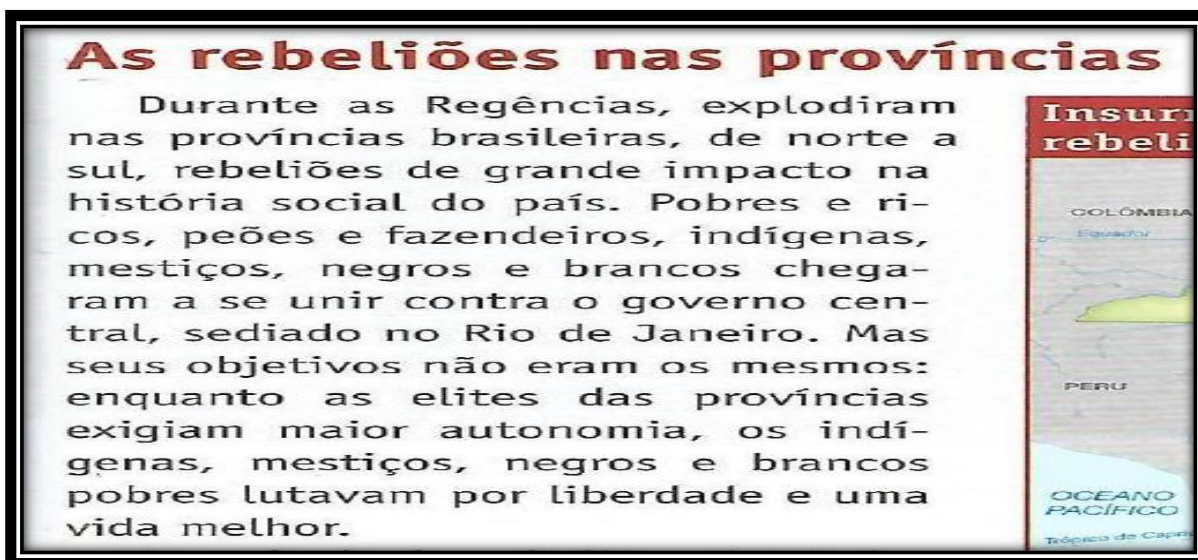 As rebeliões nas províncias
Durante as Regências, explodiram
nas províncias brasileiras, de norte a
sul, rebeliões de grande impacto na
história social do país. Pobres e ri-
cos, peões e fazendeiros, indígenas,
mestiços, negros e brancos chega-
ram a se unir contra o governo cen-
tral, sediado no Rio de Janeiro. Mas
seus objetivos não eram os mesmos:
enquanto as elites das províncias
exigiam maior autonomia, os indí-
genas, mestiços, negros e brancos
pobres lutavam por liberdade e uma
vida melhor.
COLÔMBIA
Equador
PERU
OCEANO
PACÍFICO
Trópico de